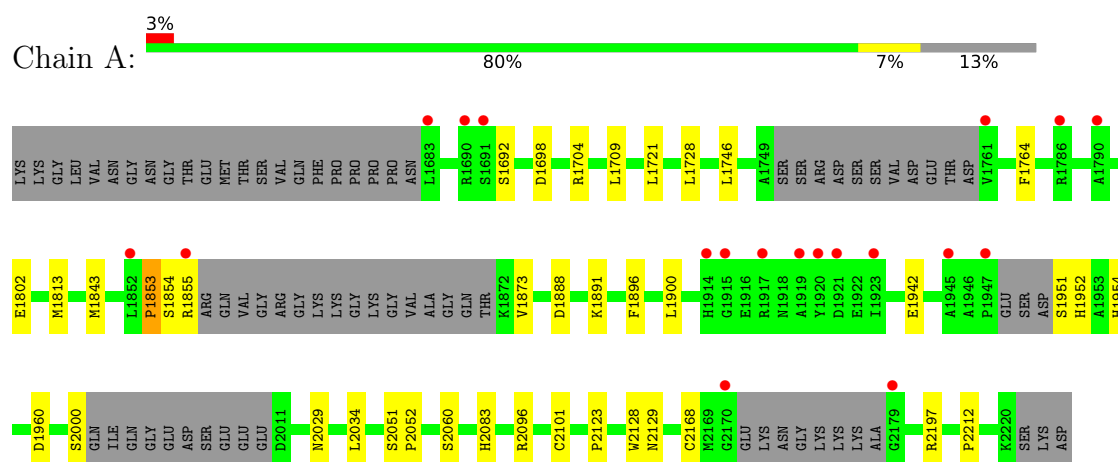 3%
Chain A:
80% 7% 13%
LYS LYS GLY LEU VAL ASN GLY ASN GLY THR GLU MET THR SER VAL GLN PHE PRO PRO PRO PRO ASN L1683 R1690 S1691 S1692 D1698 R1704 L1709 L1721 L1728 L1746 A1749 SER SER ARG ASP SER SER VAL ASP GLU THR ASP V1761 F1764 R1786 A1790
E1802 M1813 M1843 L1852 P1853 S1854 R1855 ARG GLN VAL GLY ARG GLY LYS LYS GLY LYS GLY VAL ALA GLY GLN THR K1872 V1873 D1888 K1891 F1896 L1900 H1914 G1915 E1916 R1917 N1918 A1919 Y1920 D1921 E1922 I1923 E1942 A1945 A1946 P1947 GLU SER ASP S1951 H1952 A1953 H1954
D1960 S2000 GLN ILE GLN GLY GLU ASP SER GLU GLU GLU D2011 N2029 L2034 S2051 P2052 S2060 H2083 R2096 C2101 P2123 W2128 N2129 C2168 M2169 G2170 GLU LYS ASN GLY LYS LYS LYS ALA G2179 R2197 P2212 K2220 SER LYS ASP